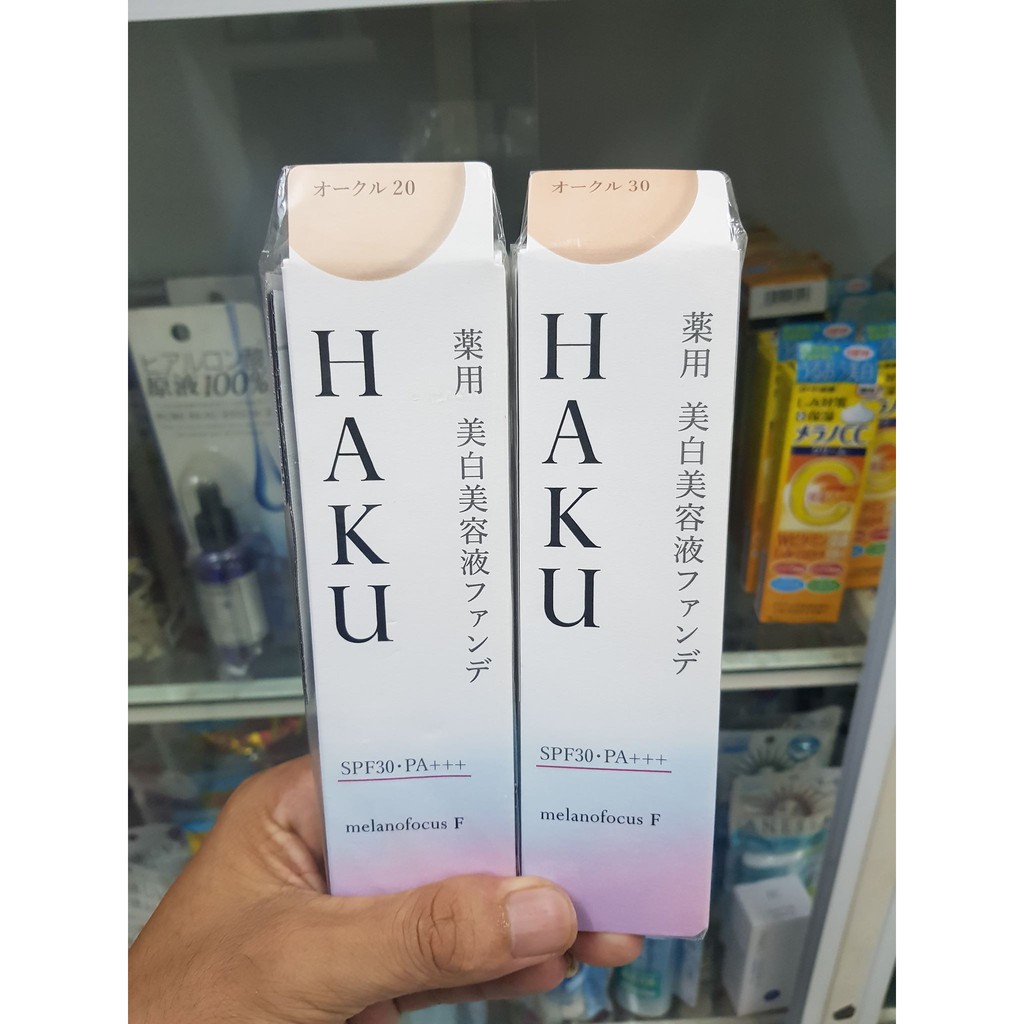 オークル 20
HAKU
薬用 美白美容液ファンデ
SPF30・PA+++
melanofocus F
オークル 30
HAKU
薬用 美白美容液ファンデ
SPF30・PA+++
melanofocus F
ヒアルロン酸
原液100%
メラノCC